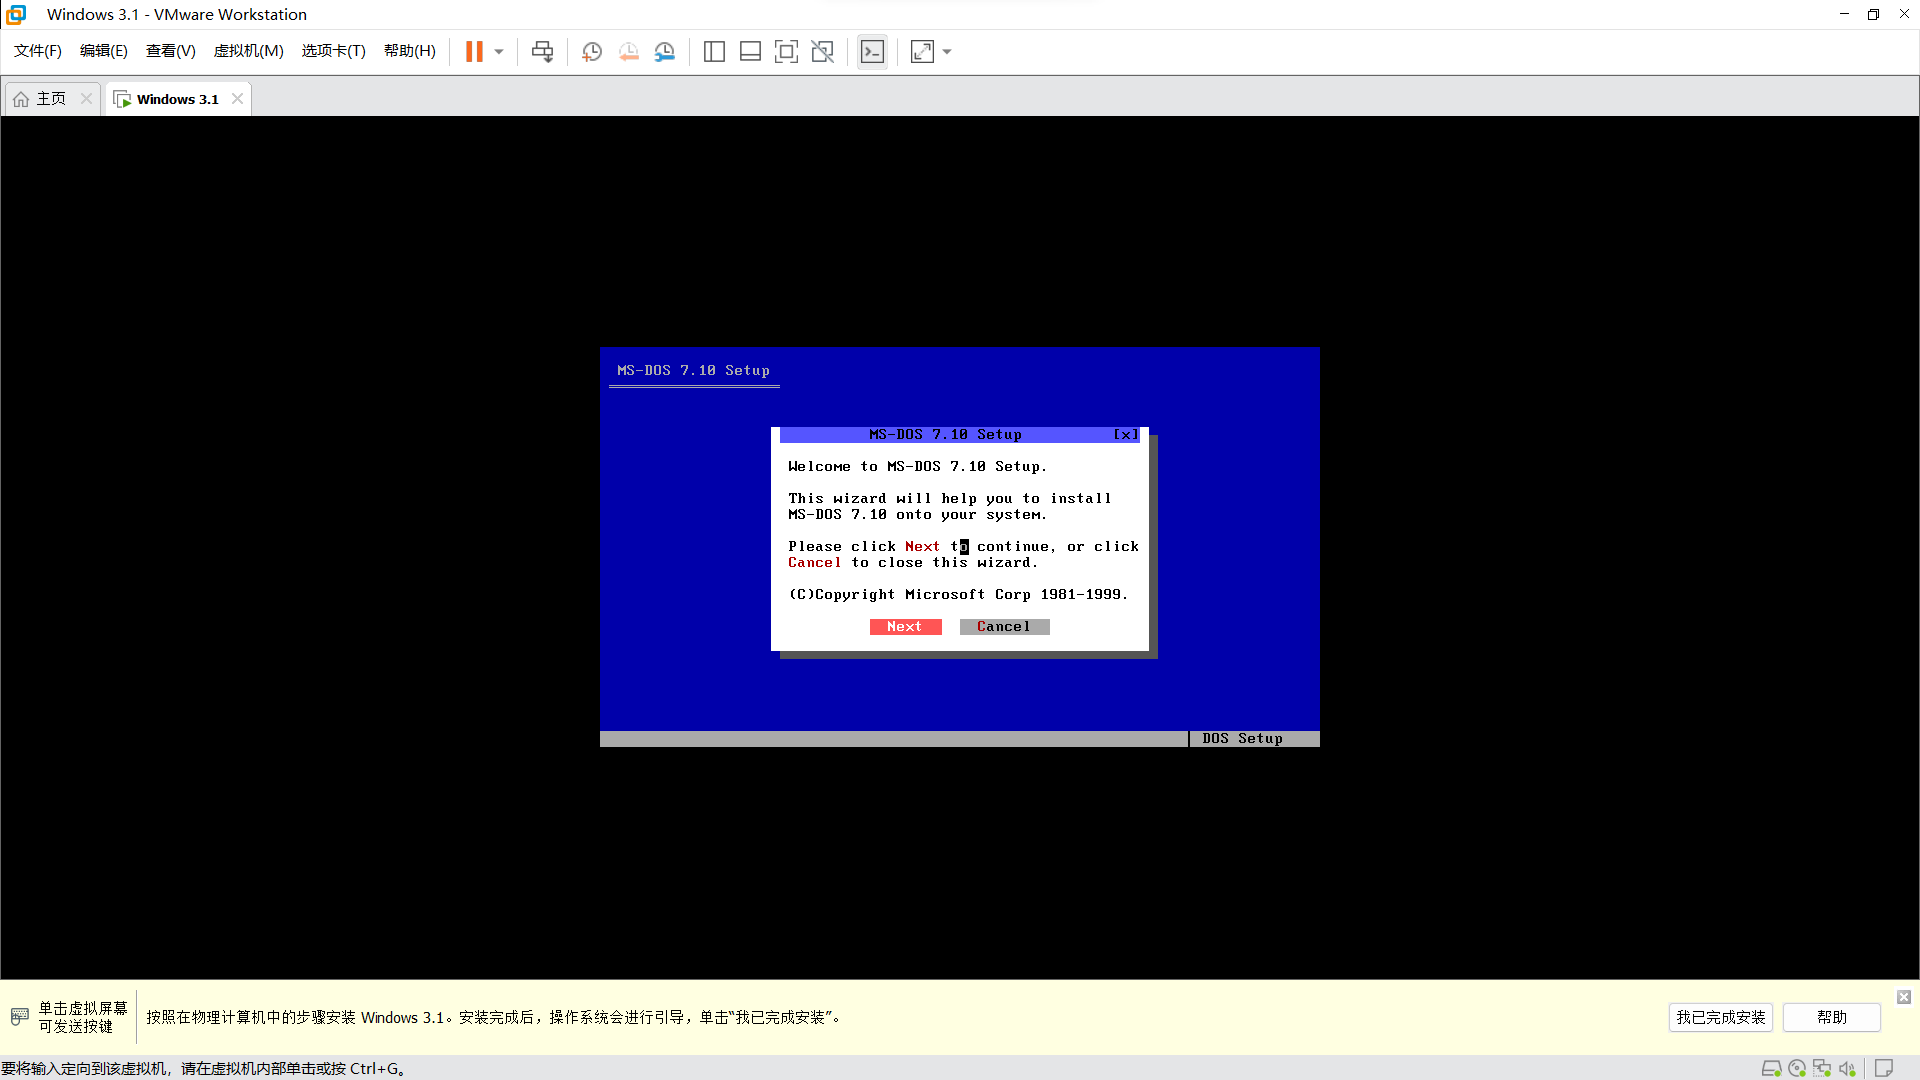 Windows 3.1 - VMware Workstation
文件(F) 编辑(E) 查看(V) 虚拟机(M) 选项卡(T) 帮助(H)
主页 Windows 3.1
MS-DOS 7.10 Setup
MS-DOS 7.10 Setup [x]
Welcome to MS-DOS 7.10 Setup.
This wizard will help you to install
MS-DOS 7.10 onto your system.
Please click Next to continue, or click
Cancel to close this wizard.
(C)Copyright Microsoft Corp 1981-1999.
Next Cancel
DOS Setup
单击虚拟屏幕
可发送按键
按照在物理计算机中的步骤安装 Windows 3.1。安装完成后，操作系统会进行引导，单击“我已完成安装”。
我已完成安装 帮助
要将输入定向到该虚拟机，请在虚拟机内部单击或按 Ctrl+G。